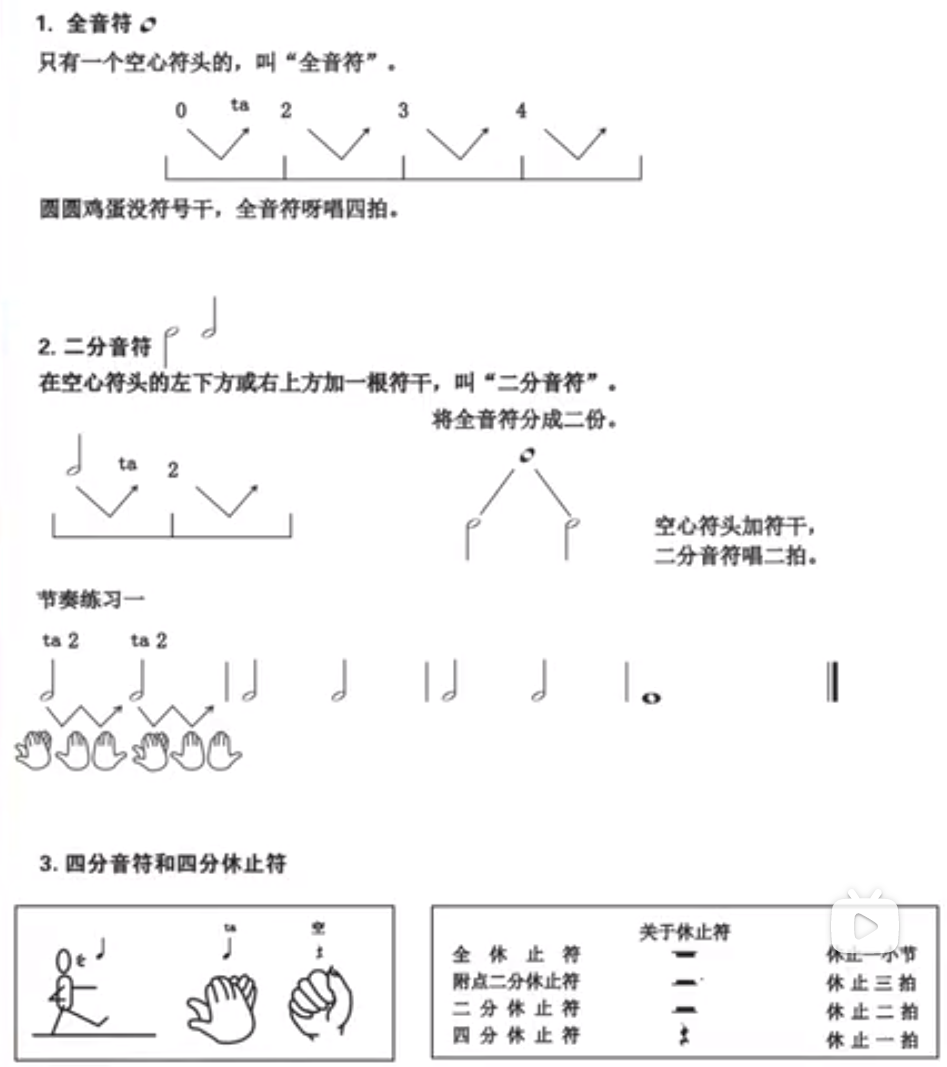 1. 全音符
只有一个空心符头的，叫“全音符”。
0 ta 2 3 4
圆圆鸡蛋没符号干，全音符呀唱四拍。
2. 二分音符
在空心符头的左下方或右上方加一根符干，叫“二分音符”。
将全音符分成二份。
ta 2
空心符头加符干，
二分音符唱二拍。
节奏练习一
ta 2 ta 2
3. 四分音符和四分休止符
走
ta 空
关于休止符
全休止符 休止一小节
附点二分休止符 休止三拍
二分休止符 休止二拍
四分休止符 休止一拍